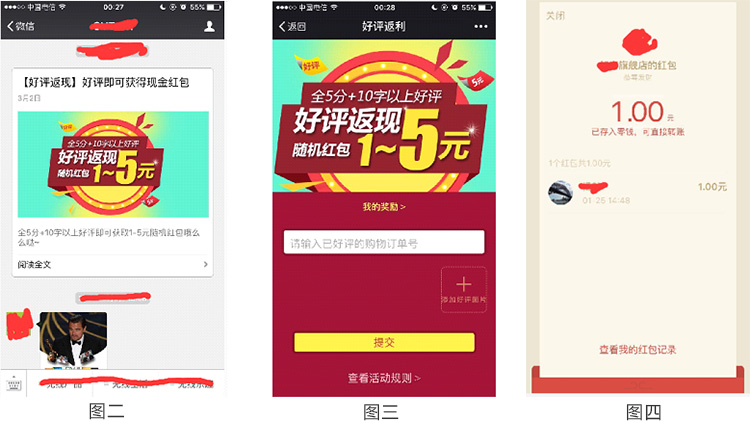 中国电信
00:27
55%
微信
【好评返现】好评即可获得现金红包
3月2日
好评
全5分+10字以上好评
好评返现
随机红包 1~5元
5元
全5分+10字以上好评即可获取1-5元随机红包哦么
么哒~
阅读全文
图二
中国电信
00:28
55%
返回
好评返利
好评
5元
全5分+10字以上好评
好评返现
随机红包 1~5元
我的奖励 >
请输入已好评的购物订单号
添加好评图片
提交
查看活动规则 >
图三
关闭
旗舰店的红包
1.00 元
已存入零钱，可直接转账
1个红包共1.00元
1.00元
01-25 14:48
查看我的红包记录
图四